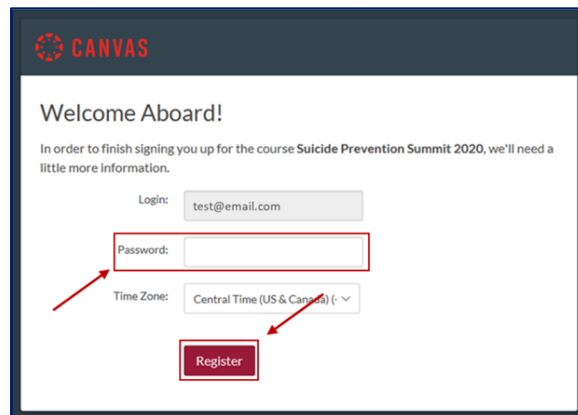 CANVAS
Welcome Aboard!
In order to finish signing you up for the course Suicide Prevention Summit 2020, we'll need a
little more information.
Login: test@email.com
Password:
Time Zone: Central Time (US & Canada) (-
Register